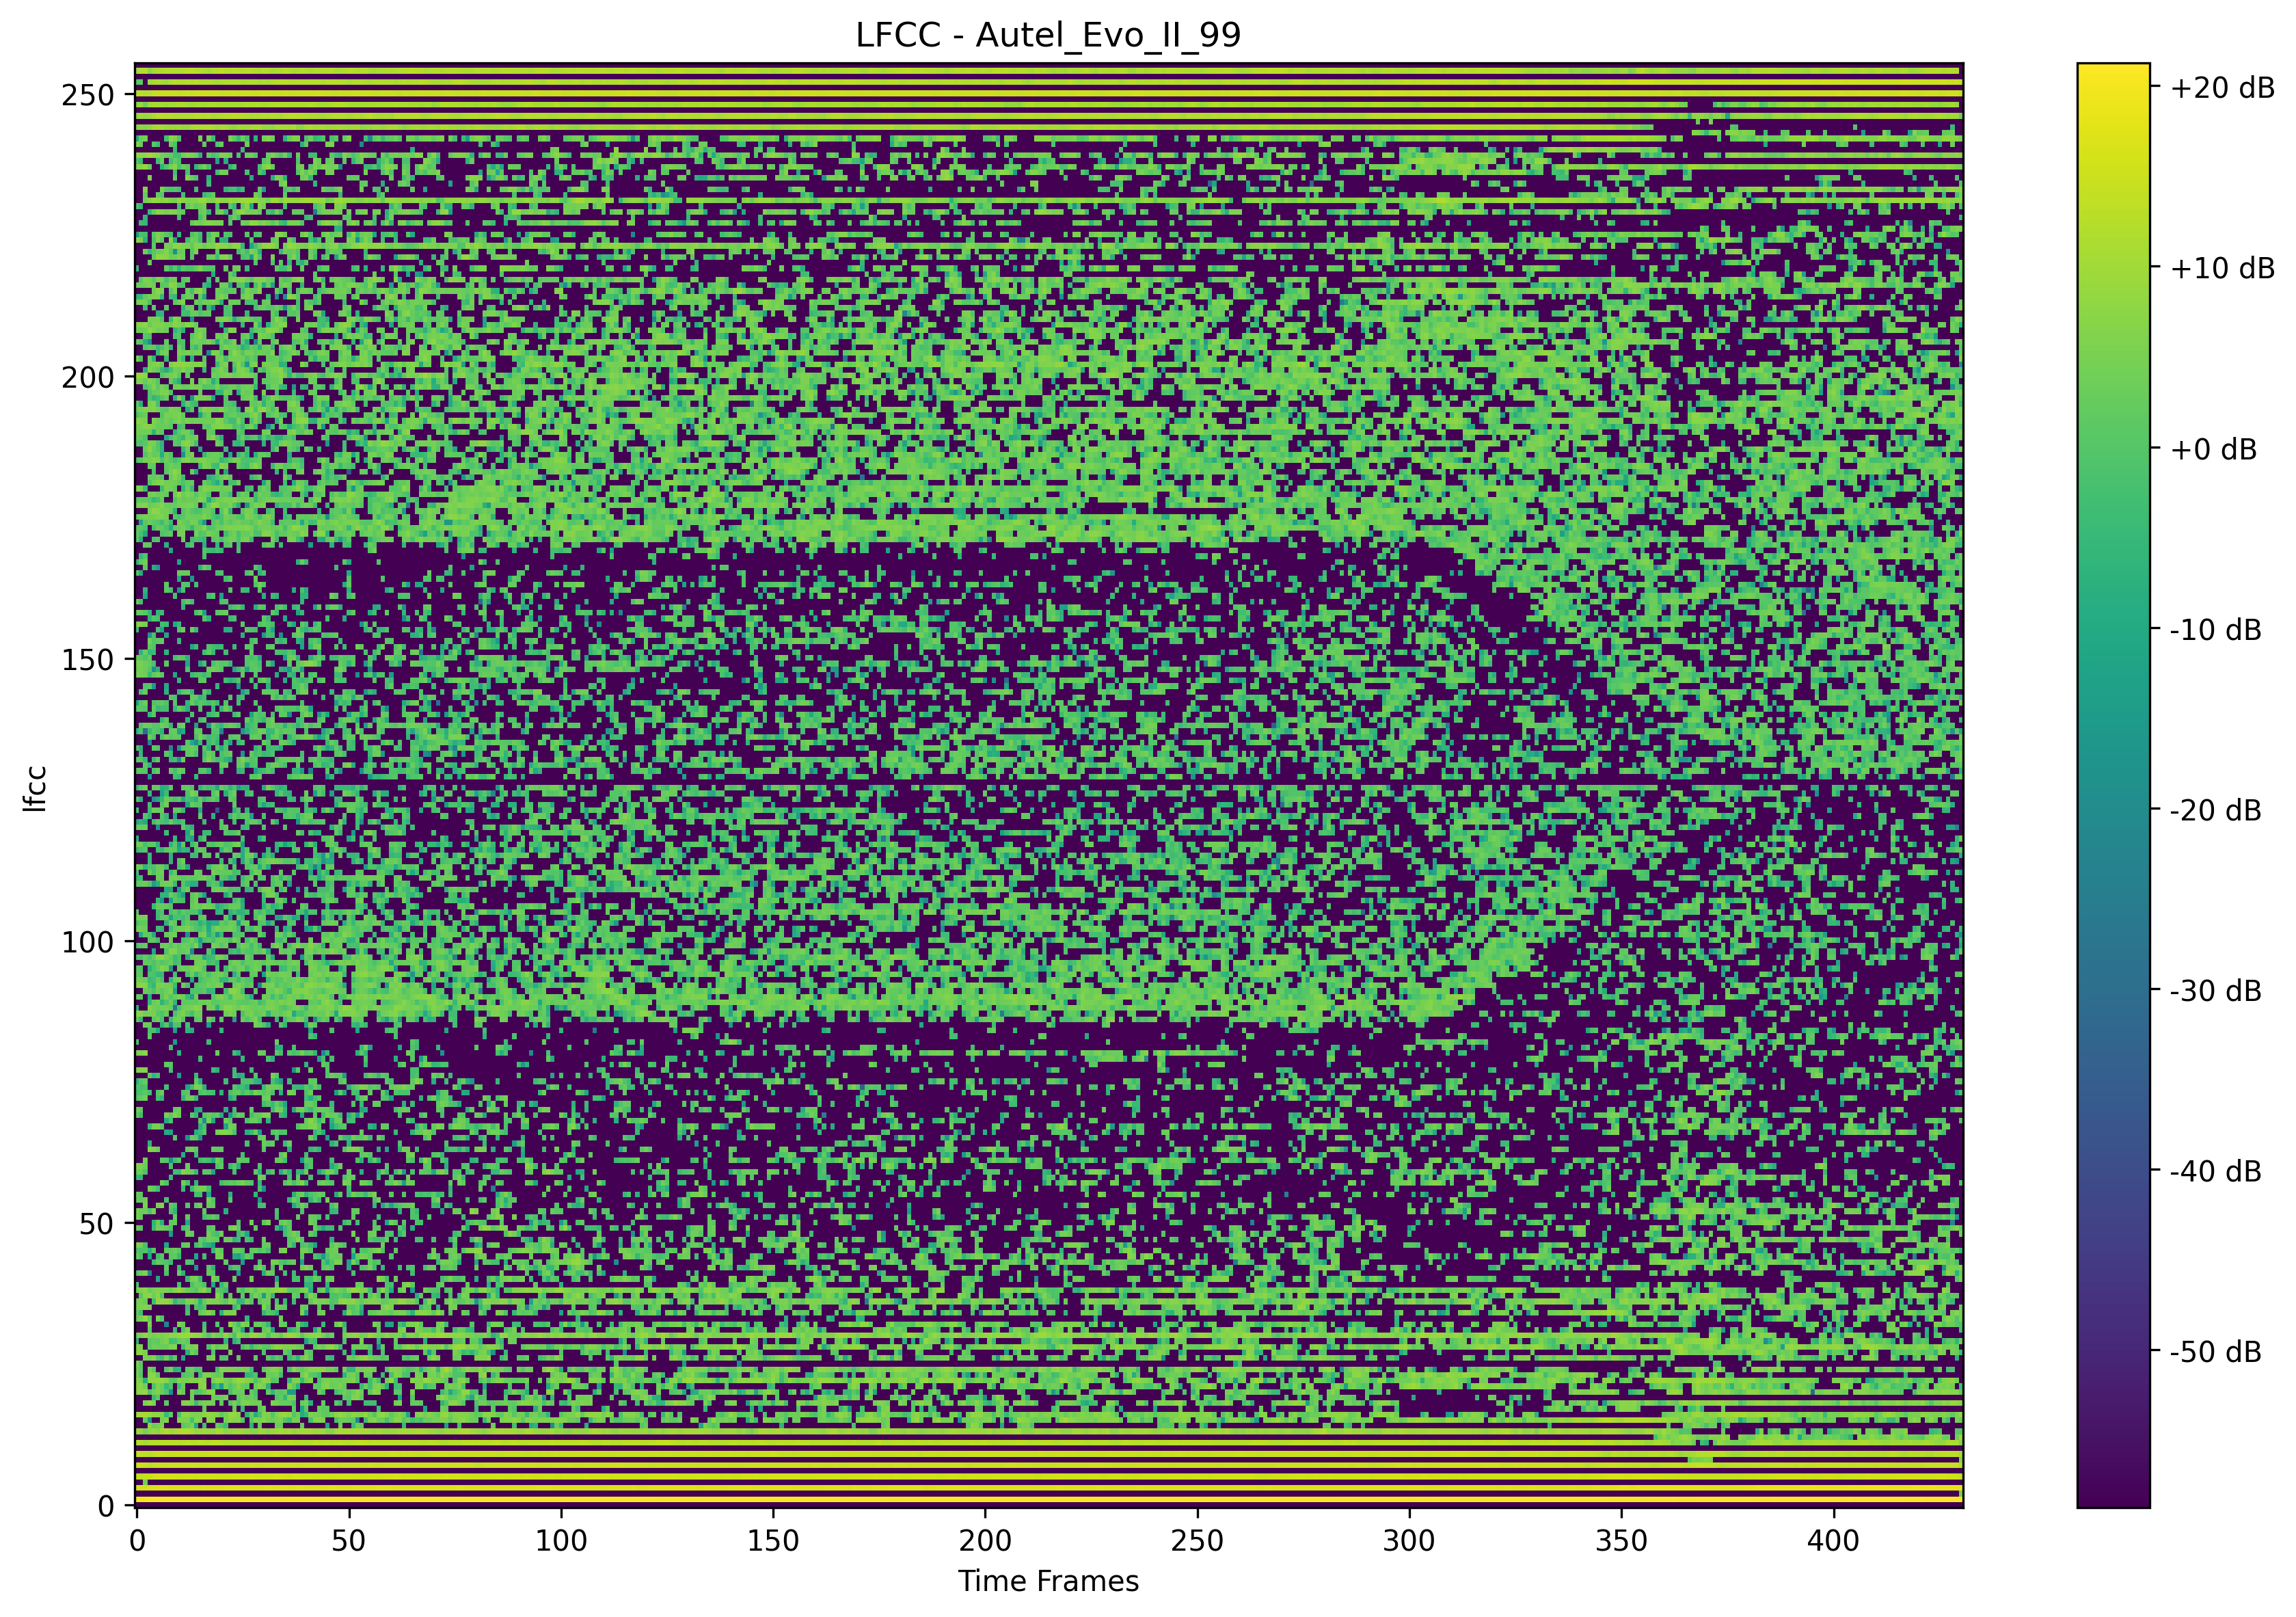 LFCC - Autel_Evo_II_99
lfcc
250
200
150
100
50
0
0 50 100 150 200 250 300 350 400
Time Frames
+20 dB
+10 dB
+0 dB
-10 dB
-20 dB
-30 dB
-40 dB
-50 dB